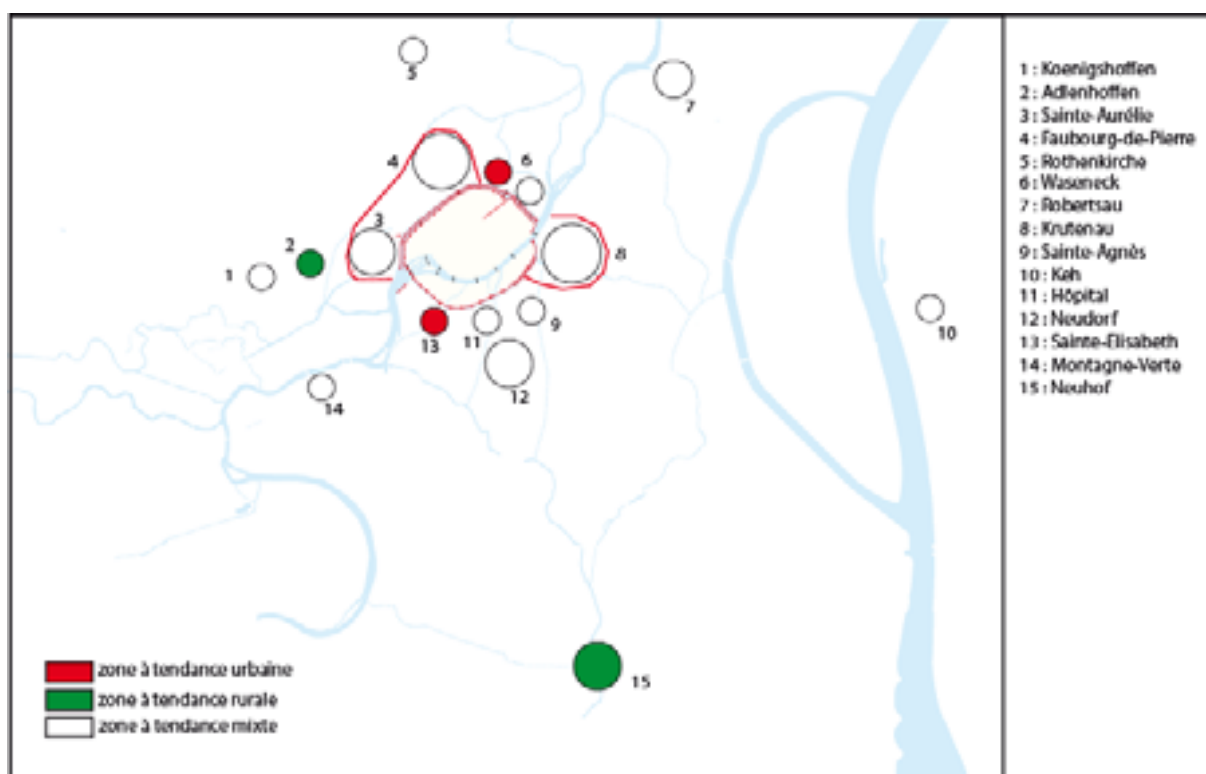 5
7
4
6
3
8
2
1
10
9
11
13
12
14
15
zone à tendance urbaine
zone à tendance rurale
zone à tendance mixte
1 : Koenigshoffen
2 : Adlenhoffen
3 : Sainte-Aurélie
4 : Faubourg-de-Pierre
5 : Rothenkirche
6 : Waseneck
7 : Robertsau
8 : Krutenau
9 : Sainte-Agnès
10 : Keh
11 : Hôpital
12 : Neudorf
13 : Sainte-Elisabeth
14 : Montagne-Verte
15 : Neuhof